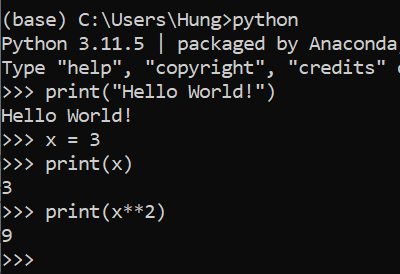 (base) C:\Users\Hung>python
Python 3.11.5 | packaged by Anaconda
Type "help", "copyright", "credits"
>>> print("Hello World!")
Hello World!
>>> x = 3
>>> print(x)
3
>>> print(x**2)
9
>>>